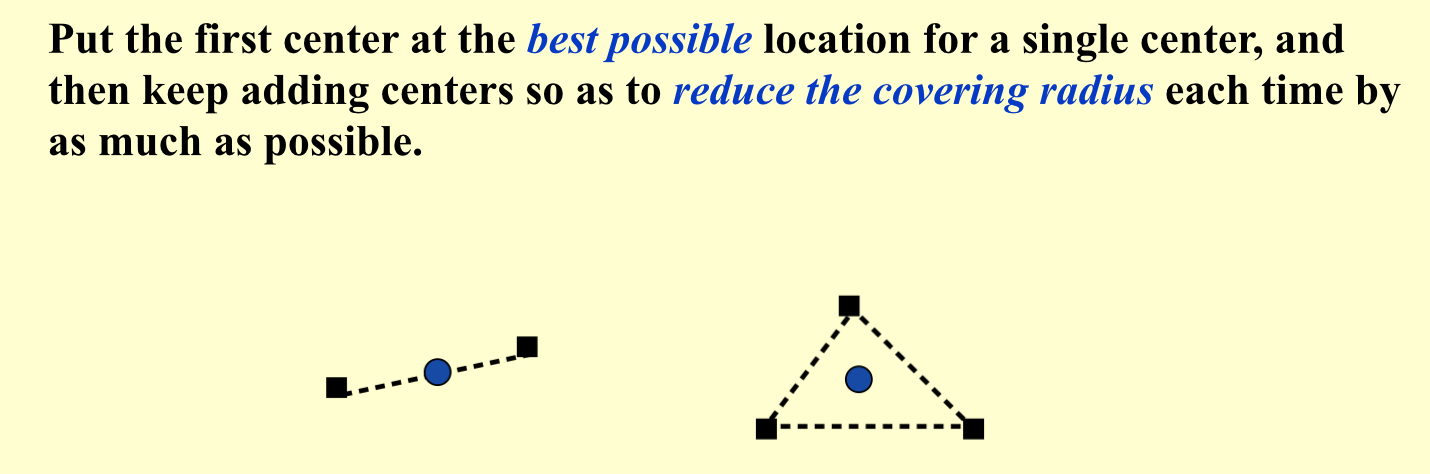 Put the first center at the best possible location for a single center, and
then keep adding centers so as to reduce the covering radius each time by
as much as possible.